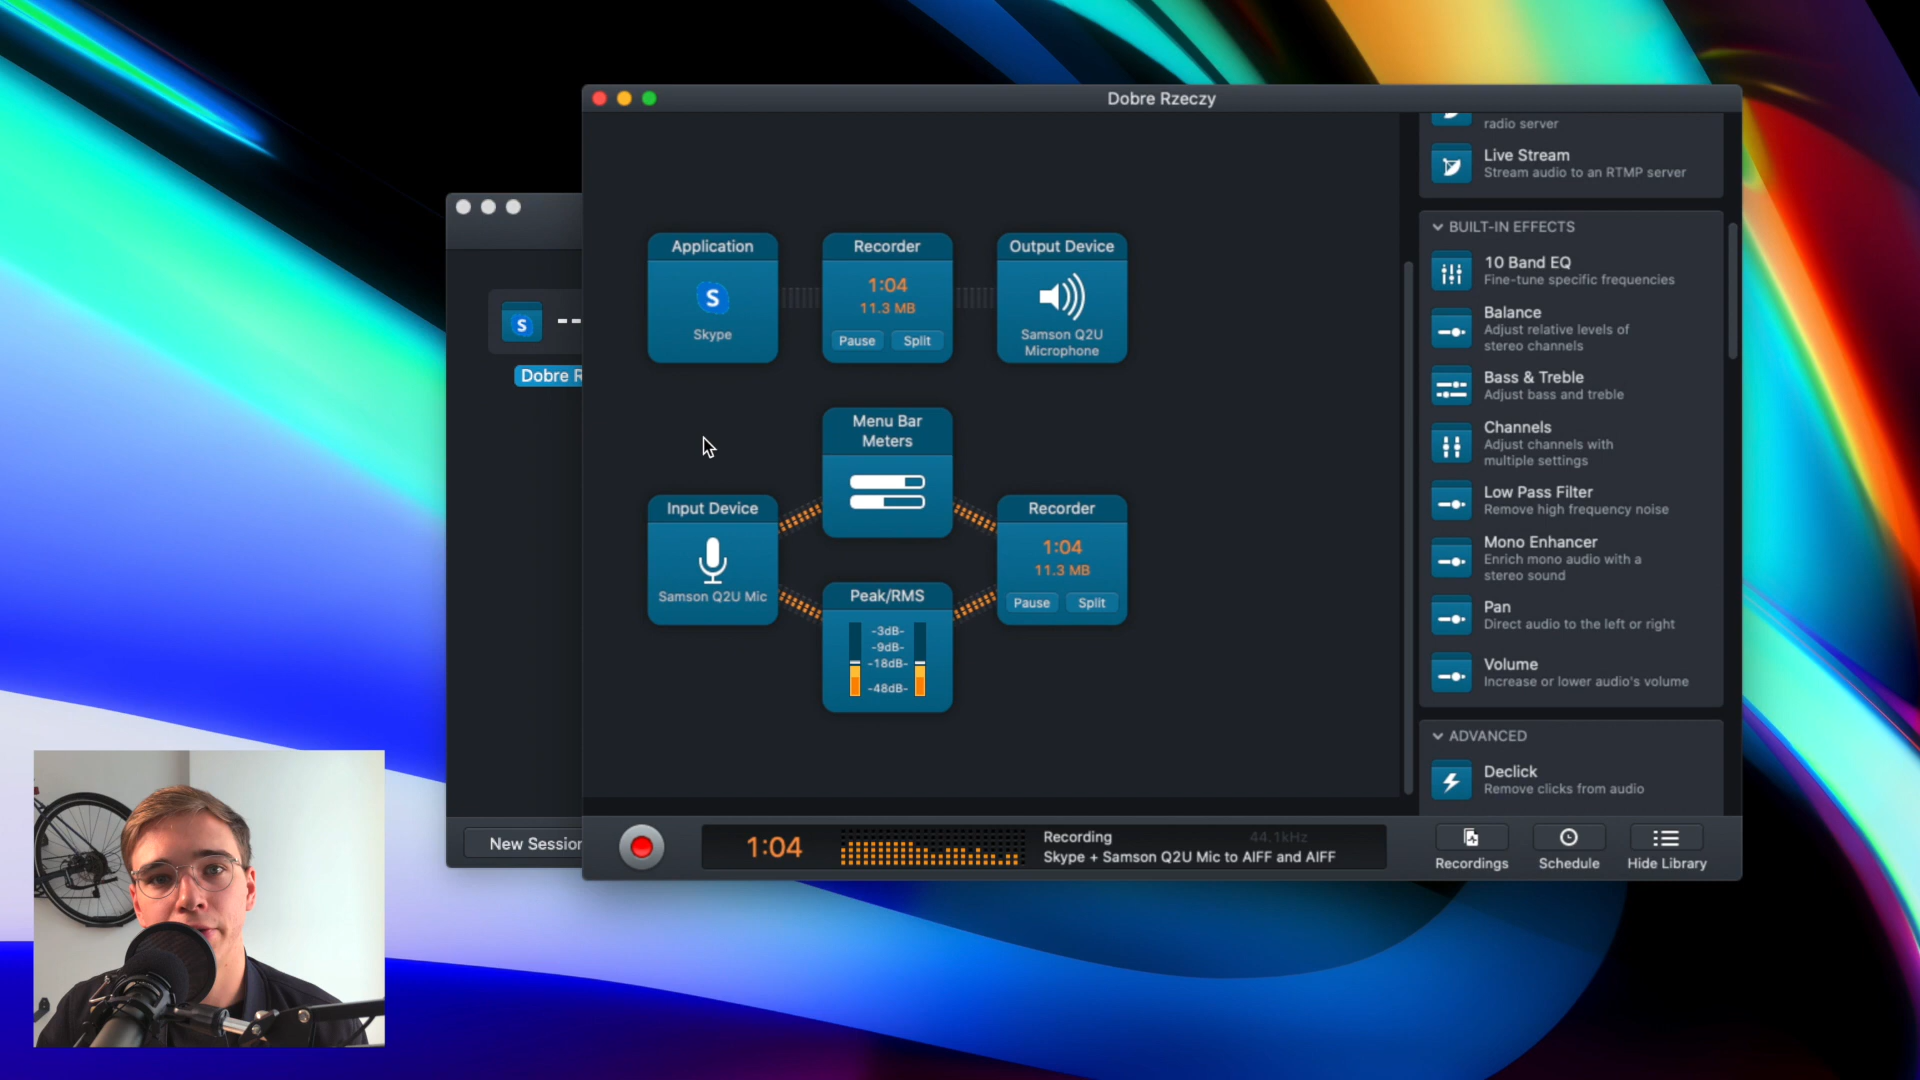 Dobre Rzeczy
radio server
Live Stream
Stream audio to an RTMP server
Application
S
Skype
Recorder
1:04
11.3 MB
Pause
Split
Output Device
Samson Q2U
Microphone
BUILT-IN EFFECTS
10 Band EQ
Fine-tune specific frequencies
Balance
Adjust relative levels of
stereo channels
Bass & Treble
Adjust bass and treble
Channels
Adjust channels with
multiple settings
Low Pass Filter
Remove high frequency noise
Mono Enhancer
Enrich mono audio with a
stereo sound
Pan
Direct audio to the left or right
Volume
Increase or lower audio's volume
S
--
Dobre R
Menu Bar
Meters
Input Device
Samson Q2U Mic
Recorder
1:04
11.3 MB
Pause
Split
Peak/RMS
-3dB-
-9dB-
-18dB-
-48dB-
ADVANCED
Declick
Remove clicks from audio
New Session
1:04
Recording
44.1kHz
Skype + Samson Q2U Mic to AIFF and AIFF
Recordings
Schedule
Hide Library